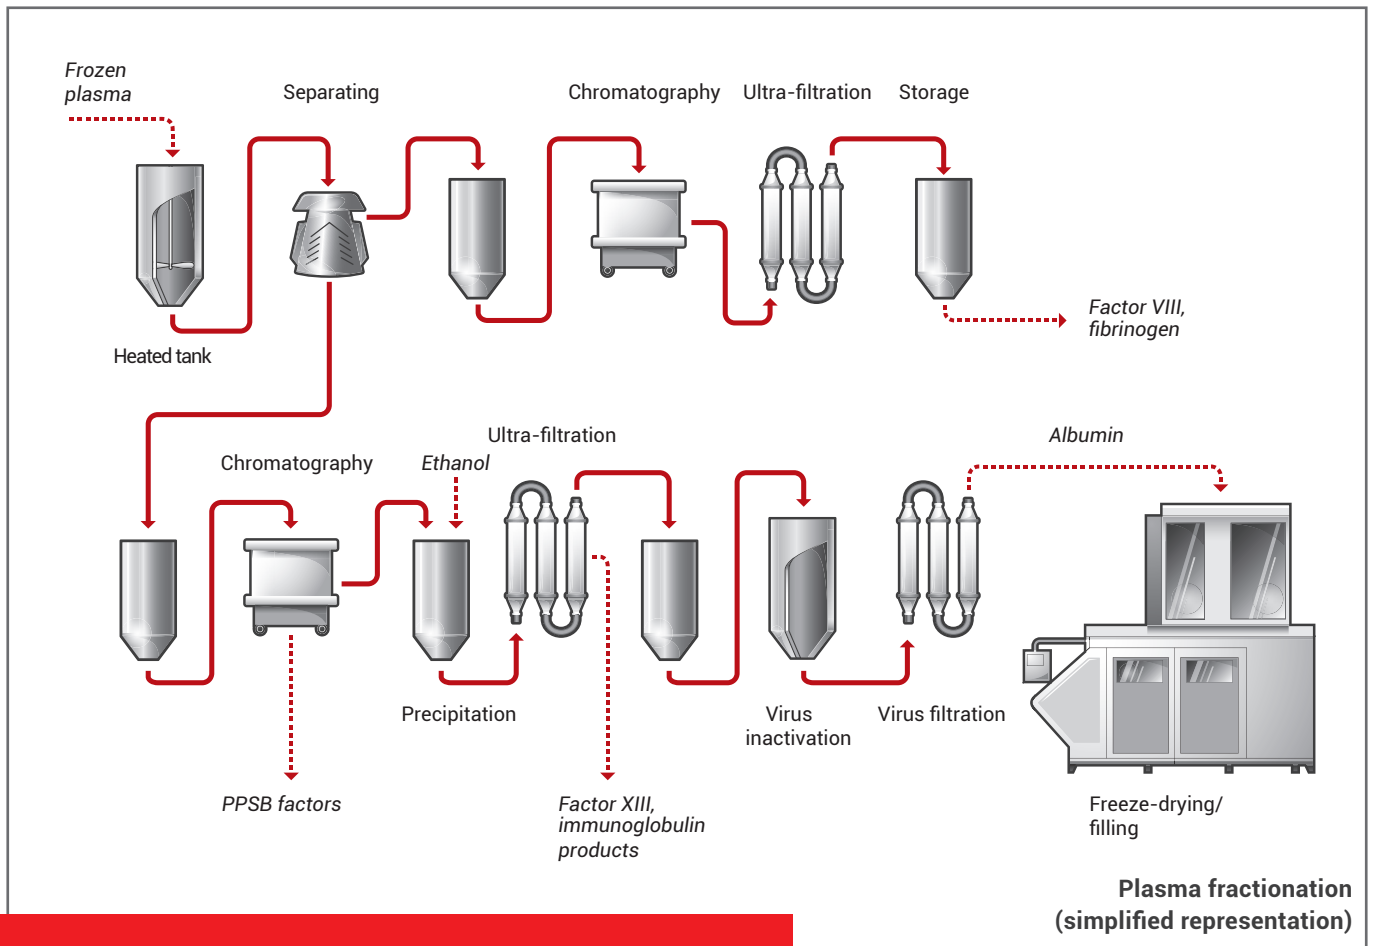 Frozen
plasma
Separating
Chromatography
Ultra-filtration
Storage
Factor VIII,
fibrinogen
Heated tank
Ultra-filtration
Albumin
Chromatography
Ethanol
Precipitation
Virus
inactivation
Virus filtration
PPSB factors
Factor XIII,
immunoglobulin
products
Freeze-drying/
filling
Plasma fractionation
(simplified representation)